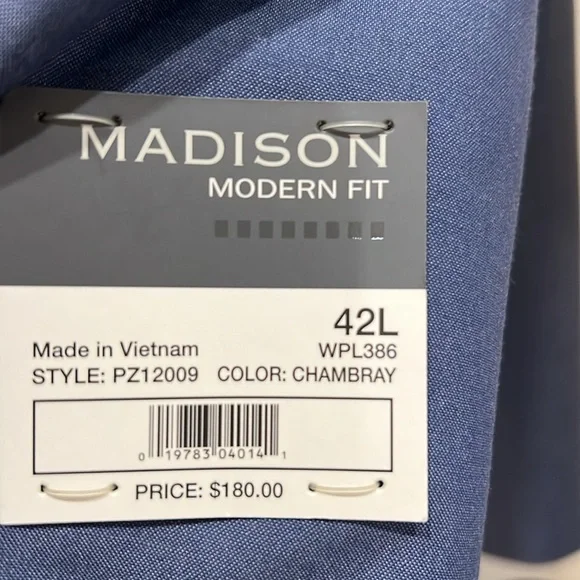 MADISON
MODERN FIT
42L
Made in Vietnam WPL386
STYLE: PZ12009 COLOR: CHAMBRAY
0 19783 04014 1
PRICE: $180.00